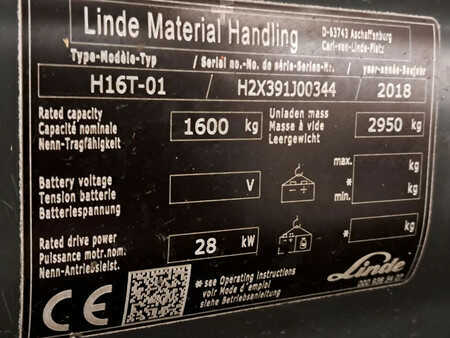 Linde Material Handling
D-63743 Aschaffenburg
Carl-von-Linde-Platz
Type-Modèle-Typ / Serial no.-No. de série-Serien-Nr. / year-année-Baujahr
H16T-01 H2X391J00344 2018
Rated capacity
Capacité nominale
Nenn-Tragfähigkeit
1600 kg
Unladen mass
Masse à vide
Leergewicht
2950 kg
Battery voltage
Tension batterie
Batteriespannung
V
max. kg
*
min. kg
Rated drive power
Puissance motr.nom.
Nenn-Antriebsleist.
28 kW
* kg
CE
*see Operating instructions
voir Mode d'emploi
siehe Betriebsanleitung
Linde